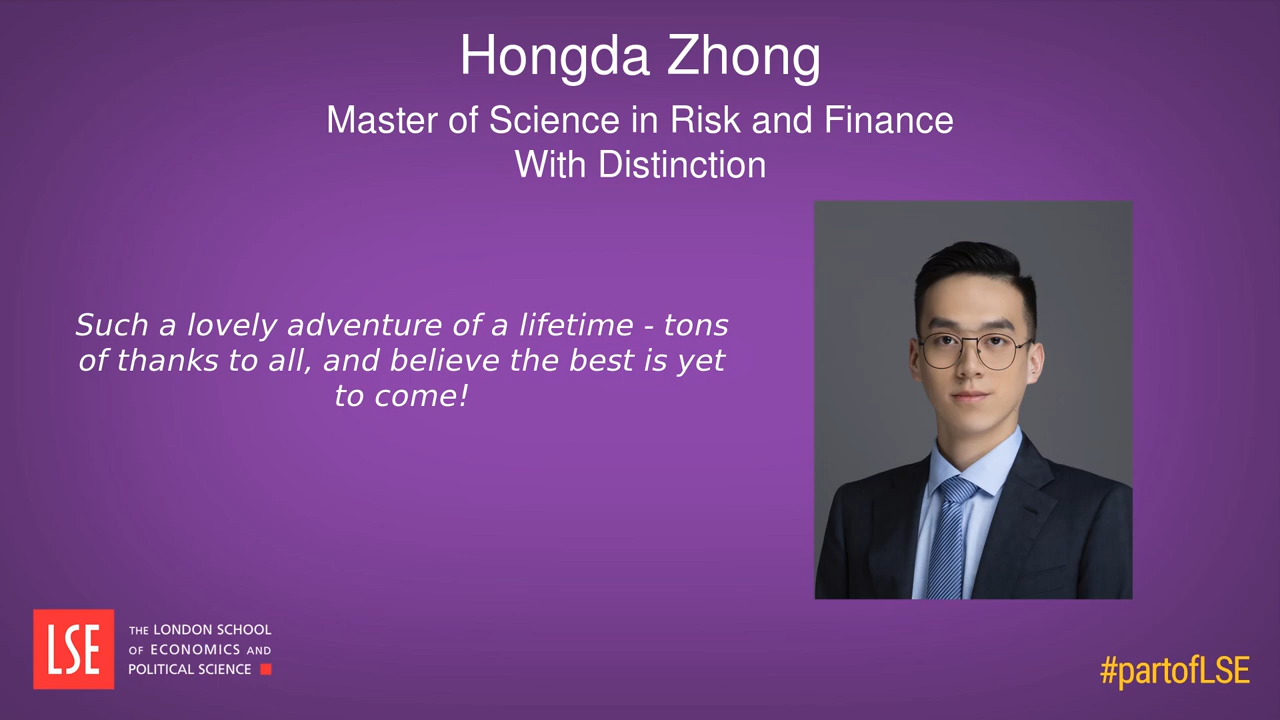 Hongda Zhong
Master of Science in Risk and Finance
With Distinction
Such a lovely adventure of a lifetime - tons
of thanks to all, and believe the best is yet
to come!
LSE
THE LONDON SCHOOL
OF ECONOMICS AND
POLITICAL SCIENCE
#partofLSE